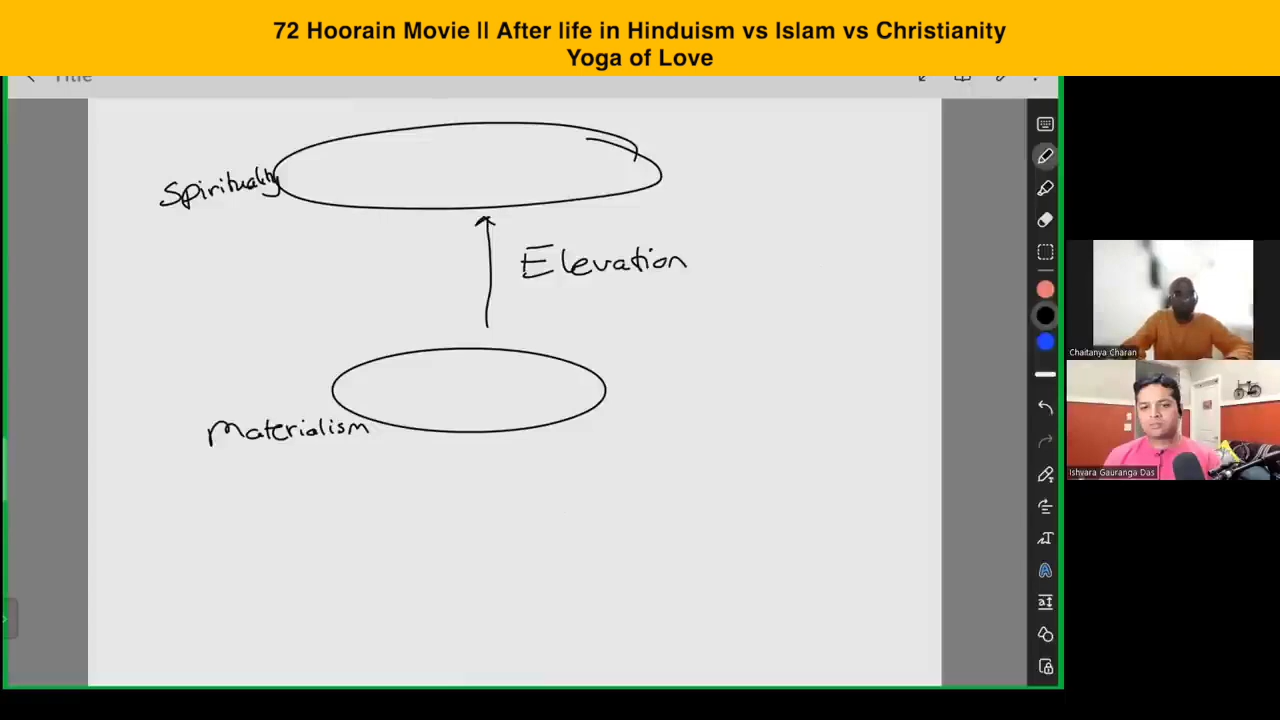 72 Hoorain Movie || After life in Hinduism vs Islam vs Christianity
Yoga of Love
Title
Spirituality
Elevation
Materialism
Chaitanya Charan
Ishvara Gauranga Das